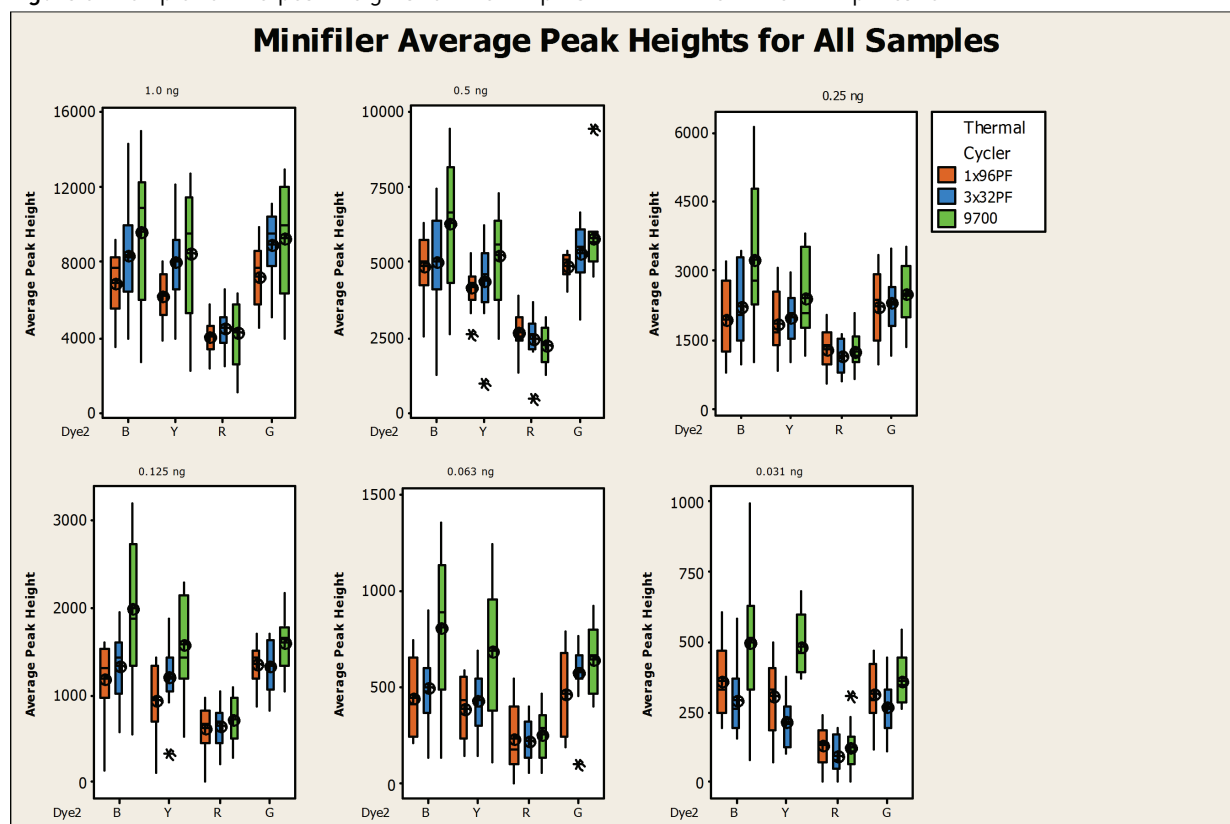 Minifiler Average Peak Heights for All Samples
1.0 ng
Average Peak Height
16000
12000
8000
4000
0
Dye2 B Y R G
0.5 ng
Average Peak Height
10000
7500
5000
2500
0
Dye2 B Y R G
0.25 ng
Average Peak Height
6000
4500
3000
1500
0
Dye2 B Y R G
Thermal
Cycler
1x96PF
3x32PF
9700
0.125 ng
Average Peak Height
3000
2000
1000
0
Dye2 B Y R G
0.063 ng
Average Peak Height
1500
1000
500
0
Dye2 B Y R G
0.031 ng
Average Peak Height
1000
750
500
250
0
Dye2 B Y R G